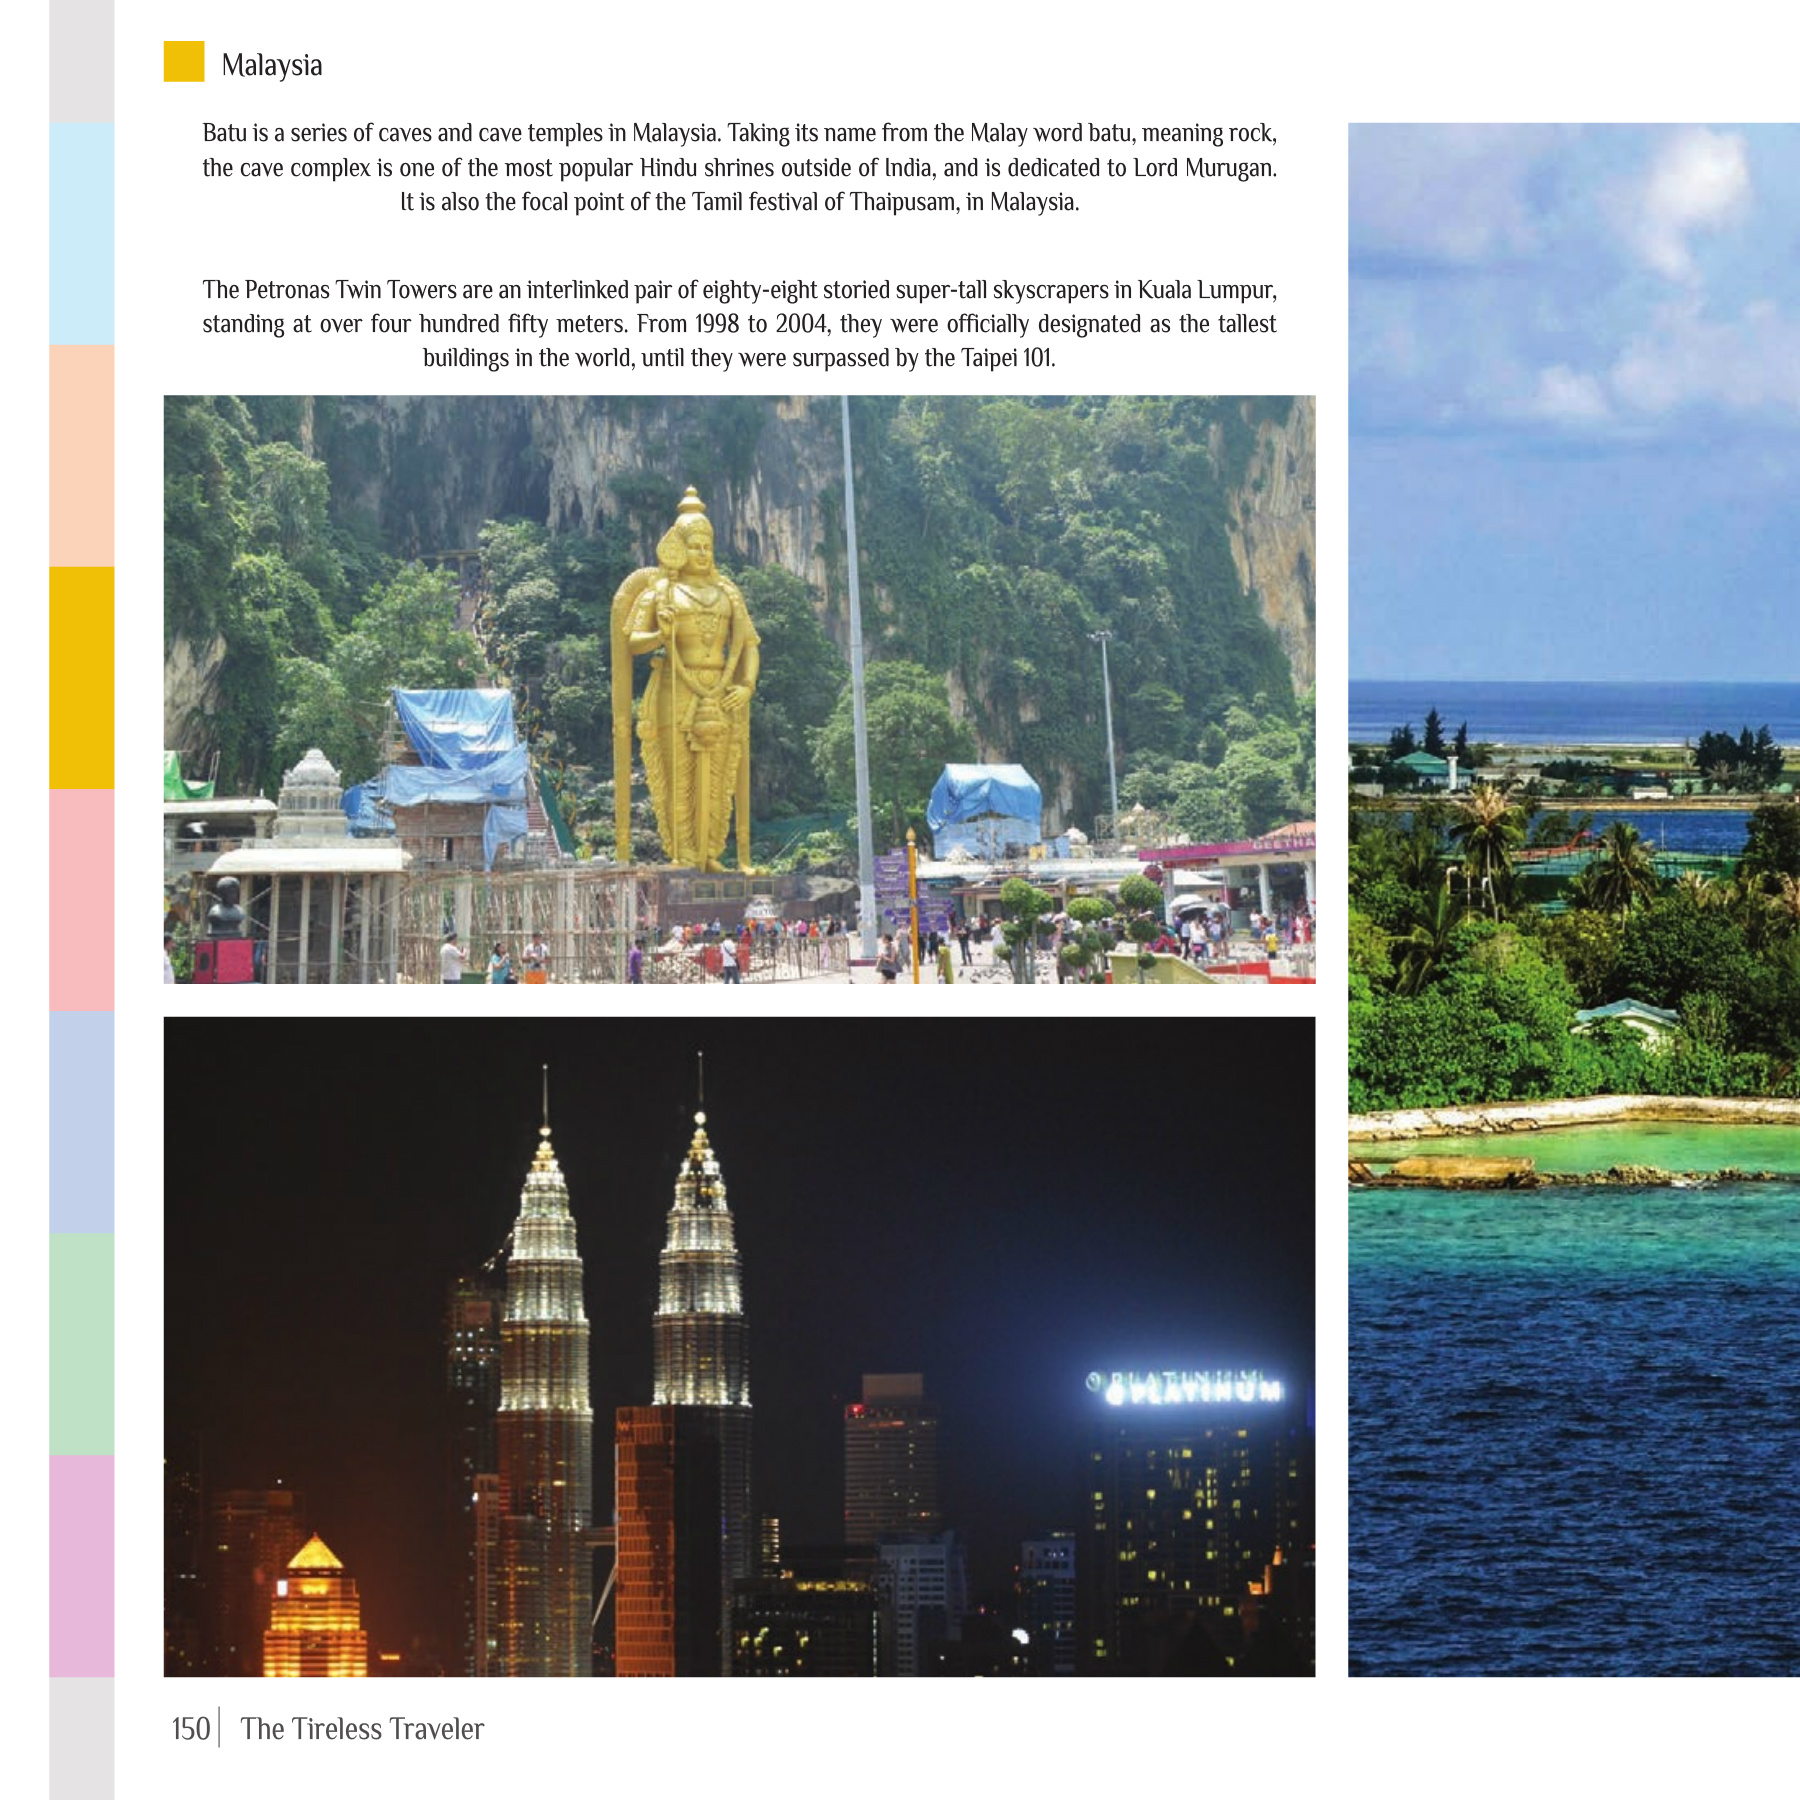 Malaysia
Batu is a series of caves and cave temples in Malaysia. Taking its name from the Malay word batu, meaning rock,
the cave complex is one of the most popular Hindu shrines outside of India, and is dedicated to Lord Murugan.
It is also the focal point of the Tamil festival of Thaipusam, in Malaysia.
The Petronas Twin Towers are an interlinked pair of eighty-eight storied super-tall skyscrapers in Kuala Lumpur,
standing at over four hundred fifty meters. From 1998 to 2004, they were officially designated as the tallest
buildings in the world, until they were surpassed by the Taipei 101.
GEETHA
PLATINUM
PLATINUM
150 | The Tireless Traveler